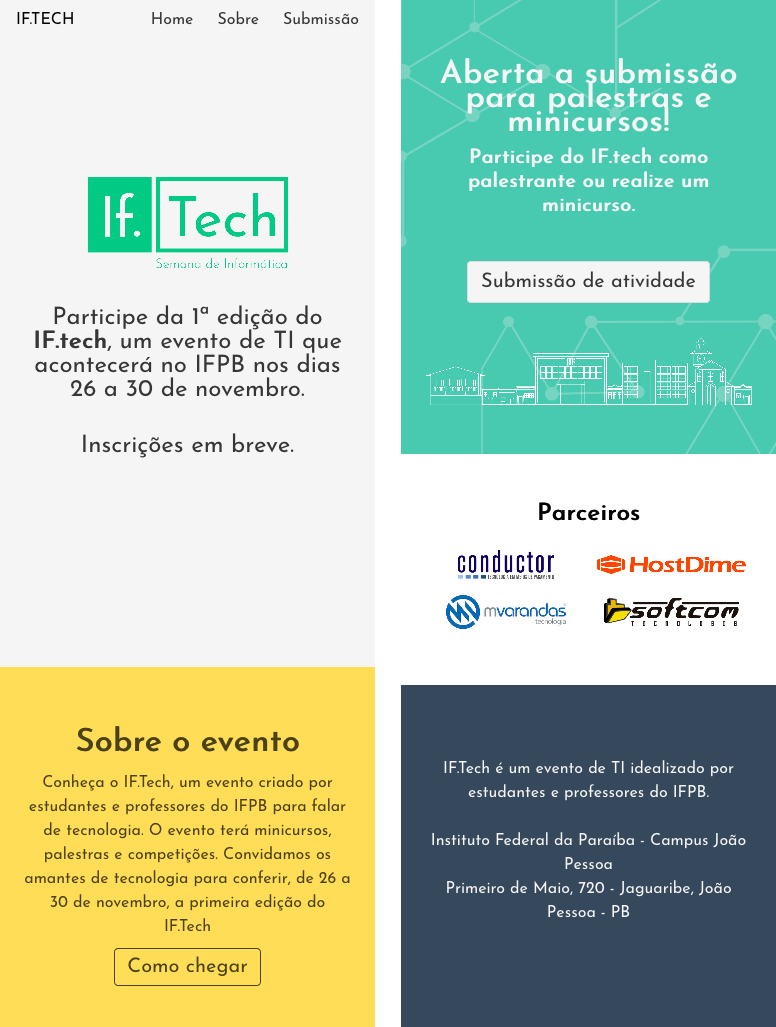 IF.TECH
Home Sobre Submissão
If. Tech
Semana de Informática
Participe da 1ª edição do
IF.tech, um evento de TI que
acontecerá no IFPB nos dias
26 a 30 de novembro.
Inscrições em breve.
Sobre o evento
Conheça o IF.Tech, um evento criado por
estudantes e professores do IFPB para falar
de tecnologia. O evento terá minicursos,
palestras e competições. Convidamos os
amantes de tecnologia para conferir, de 26 a
30 de novembro, a primeira edição do
IF.Tech
Como chegar
Aberta a submissão
para palestras e
minicursos!
Participe do IF.tech como
palestrante ou realize um
minicurso.
Submissão de atividade
Parceiros
conductor
HostDime
mvarandas
tecnologia
softcom
TECNOLOGIA
IF.Tech é um evento de TI idealizado por
estudantes e professores do IFPB.
Instituto Federal da Paraíba - Campus João
Pessoa
Primeiro de Maio, 720 - Jaguaribe, João
Pessoa - PB